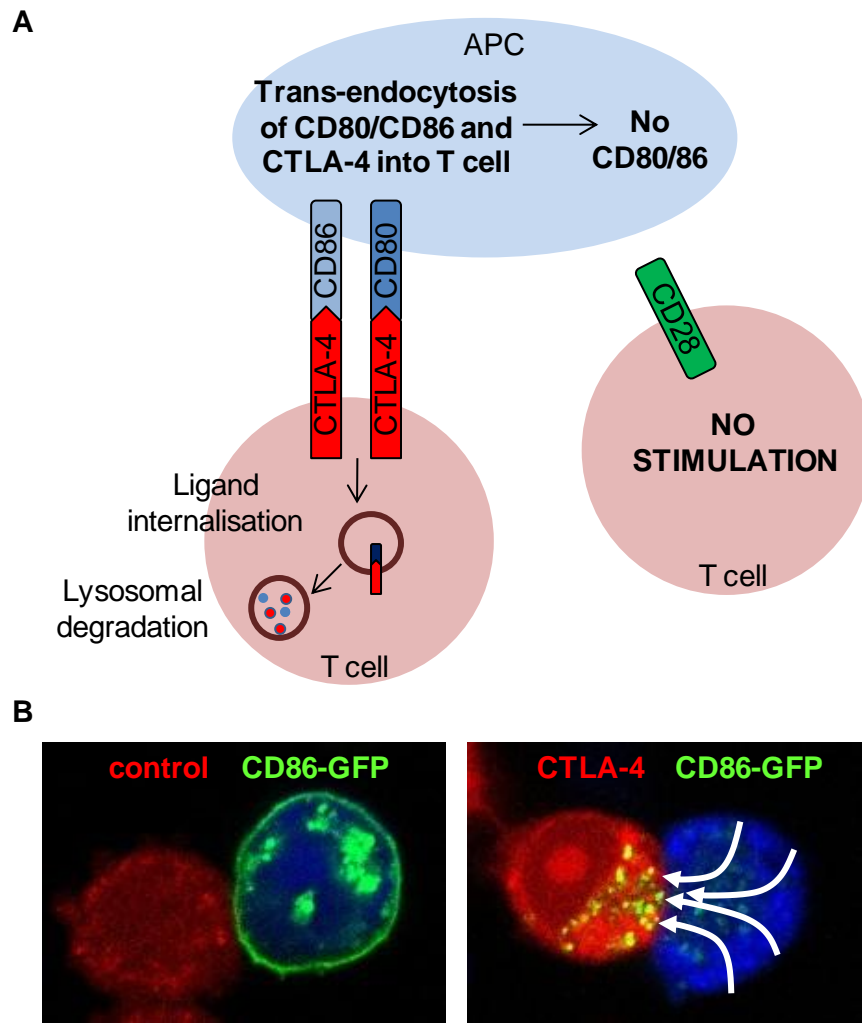 A
APC
Trans-endocytosis
of CD80/CD86 and
CTLA-4 into T cell
No
CD80/86
CD86
CD80
CTLA-4
CTLA-4
CD28
NO
STIMULATION
T cell
Ligand
internalisation
Lysosomal
degradation
T cell
B
control CD86-GFP
CTLA-4 CD86-GFP